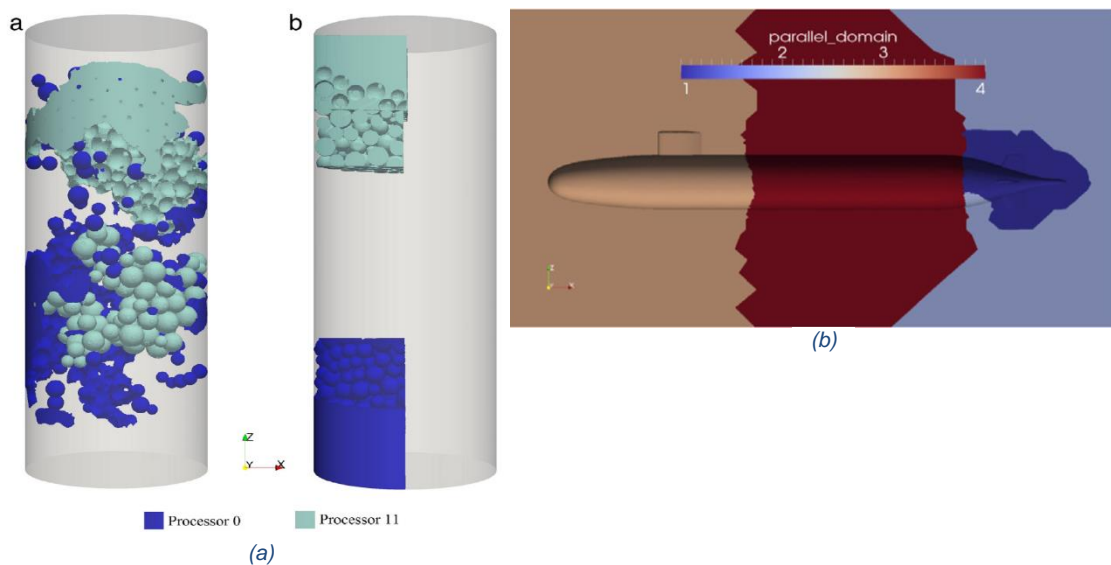 a
b
Z
Y
X
Processor 0
Processor 11
(a)
parallel_domain
2
3
1
4
Z
Y
X
(b)